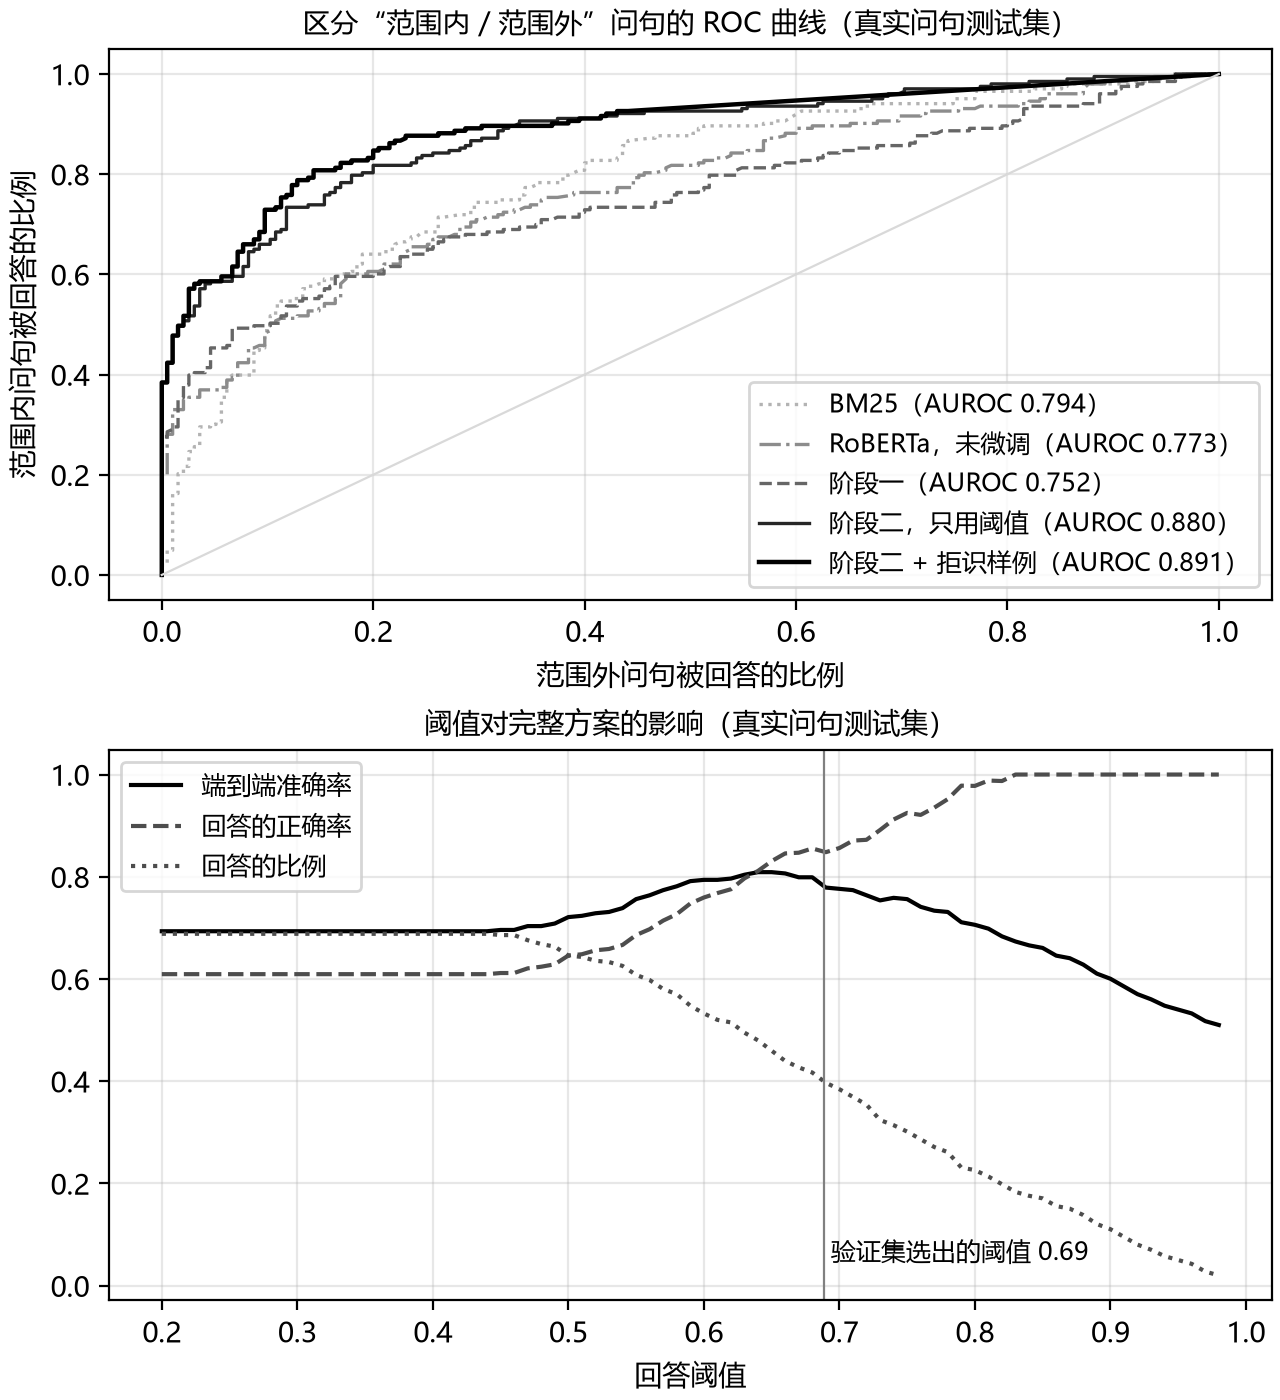 区分“范围内 / 范围外”问句的 ROC 曲线（真实问句测试集）
1.0
0.8
0.6
0.4
0.2
0.0
范围内问句被回答的比例
BM25（AUROC 0.794）
RoBERTa，未微调（AUROC 0.773）
阶段一（AUROC 0.752）
阶段二，只用阈值（AUROC 0.880）
阶段二 + 拒识样例（AUROC 0.891）
0.0 0.2 0.4 0.6 0.8 1.0
范围外问句被回答的比例
阈值对完整方案的影响（真实问句测试集）
1.0
0.8
0.6
0.4
0.2
0.0
端到端准确率
回答的正确率
回答的比例
验证集选出的阈值 0.69
0.2 0.3 0.4 0.5 0.6 0.7 0.8 0.9 1.0
回答阈值